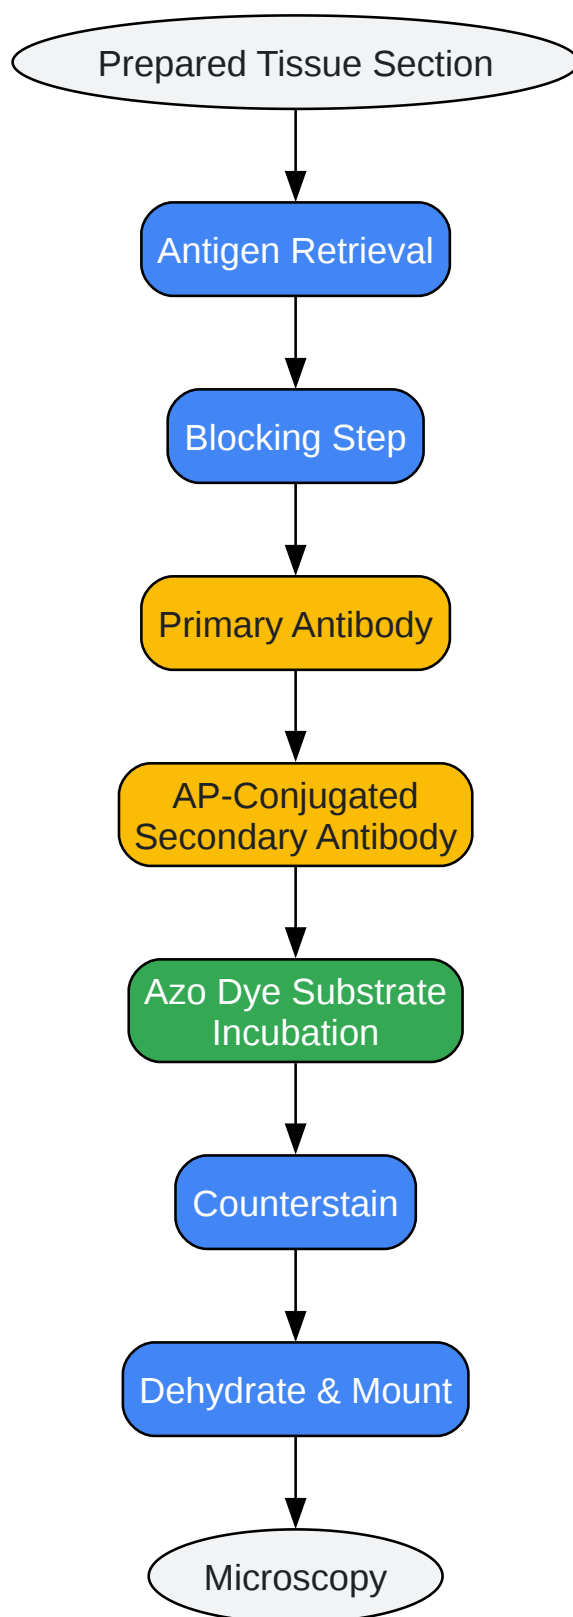 Prepared Tissue Section
Antigen Retrieval
Blocking Step
Primary Antibody
AP-Conjugated
Secondary Antibody
Azo Dye Substrate
Incubation
Counterstain
Dehydrate & Mount
Microscopy